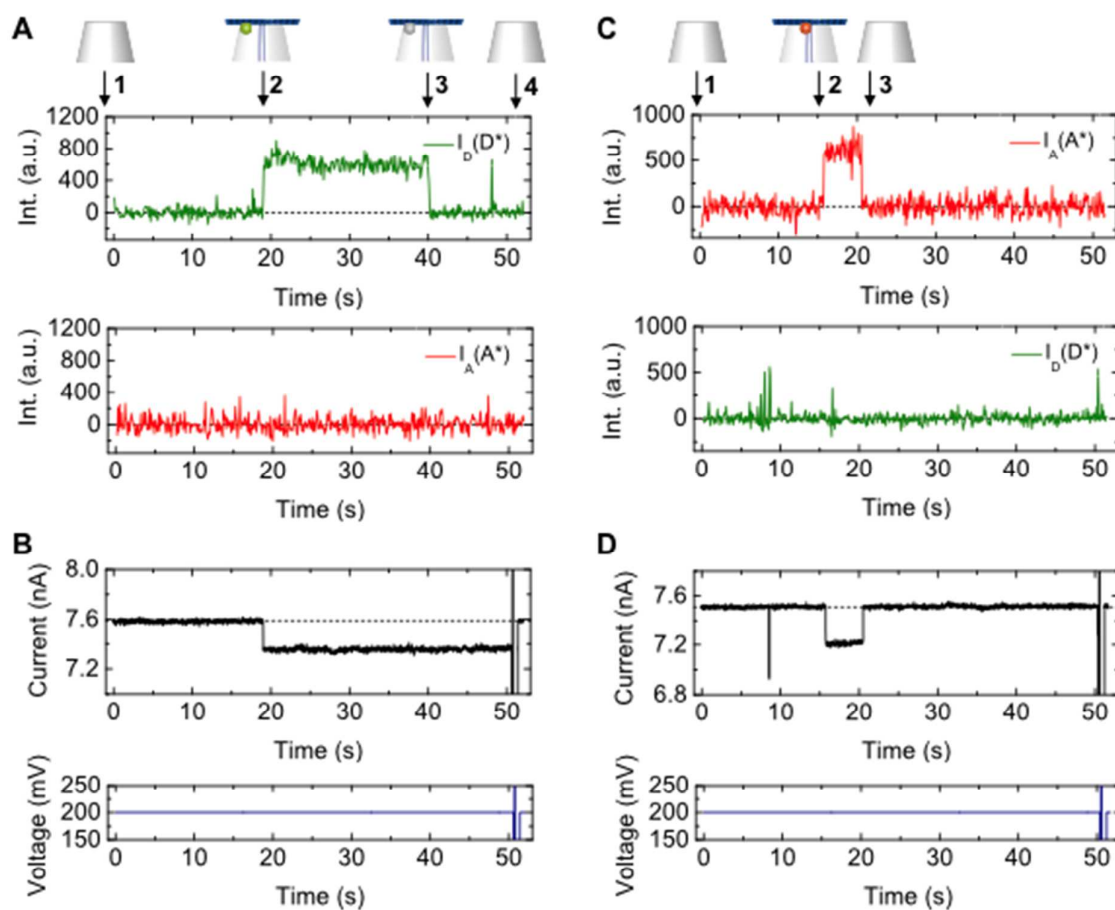 A
1 2 3 4
1200
800
400
0
Int. (a.u.)
I_D(D*)
0 10 20 30 40 50
Time (s)
1200
800
400
0
Int. (a.u.)
I_A(A*)
0 10 20 30 40 50
Time (s)
B
8.0
7.6
7.2
Current (nA)
0 10 20 30 40 50
Time (s)
250
200
150
Voltage (mV)
0 10 20 30 40 50
Time (s)
C
1 2 3
1000
500
0
Int. (a.u.)
I_A(A*)
0 10 20 30 40 50
Time (s)
1000
500
0
Int. (a.u.)
I_D(D*)
0 10 20 30 40 50
Time (s)
D
7.6
7.2
6.8
Current (nA)
0 10 20 30 40 50
Time (s)
250
200
150
Voltage (mV)
0 10 20 30 40 50
Time (s)